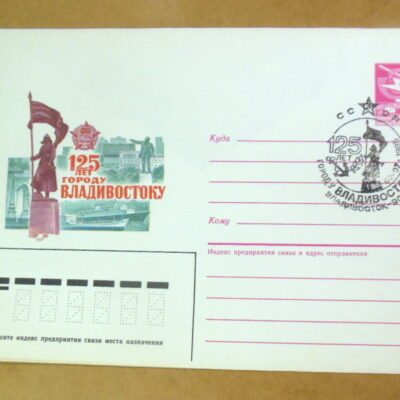 125
ЛЕТ
ГОРОДУ
ВЛАДИВОСТОКУ
СССР
125
ЛЕТ
ГОРОДУ ВЛАДИВОСТОКУ
ВЛАДИВОСТОК
Куда
Кому
Индекс предприятия связи и адрес отправителя
индекс предприятия связи места назначения